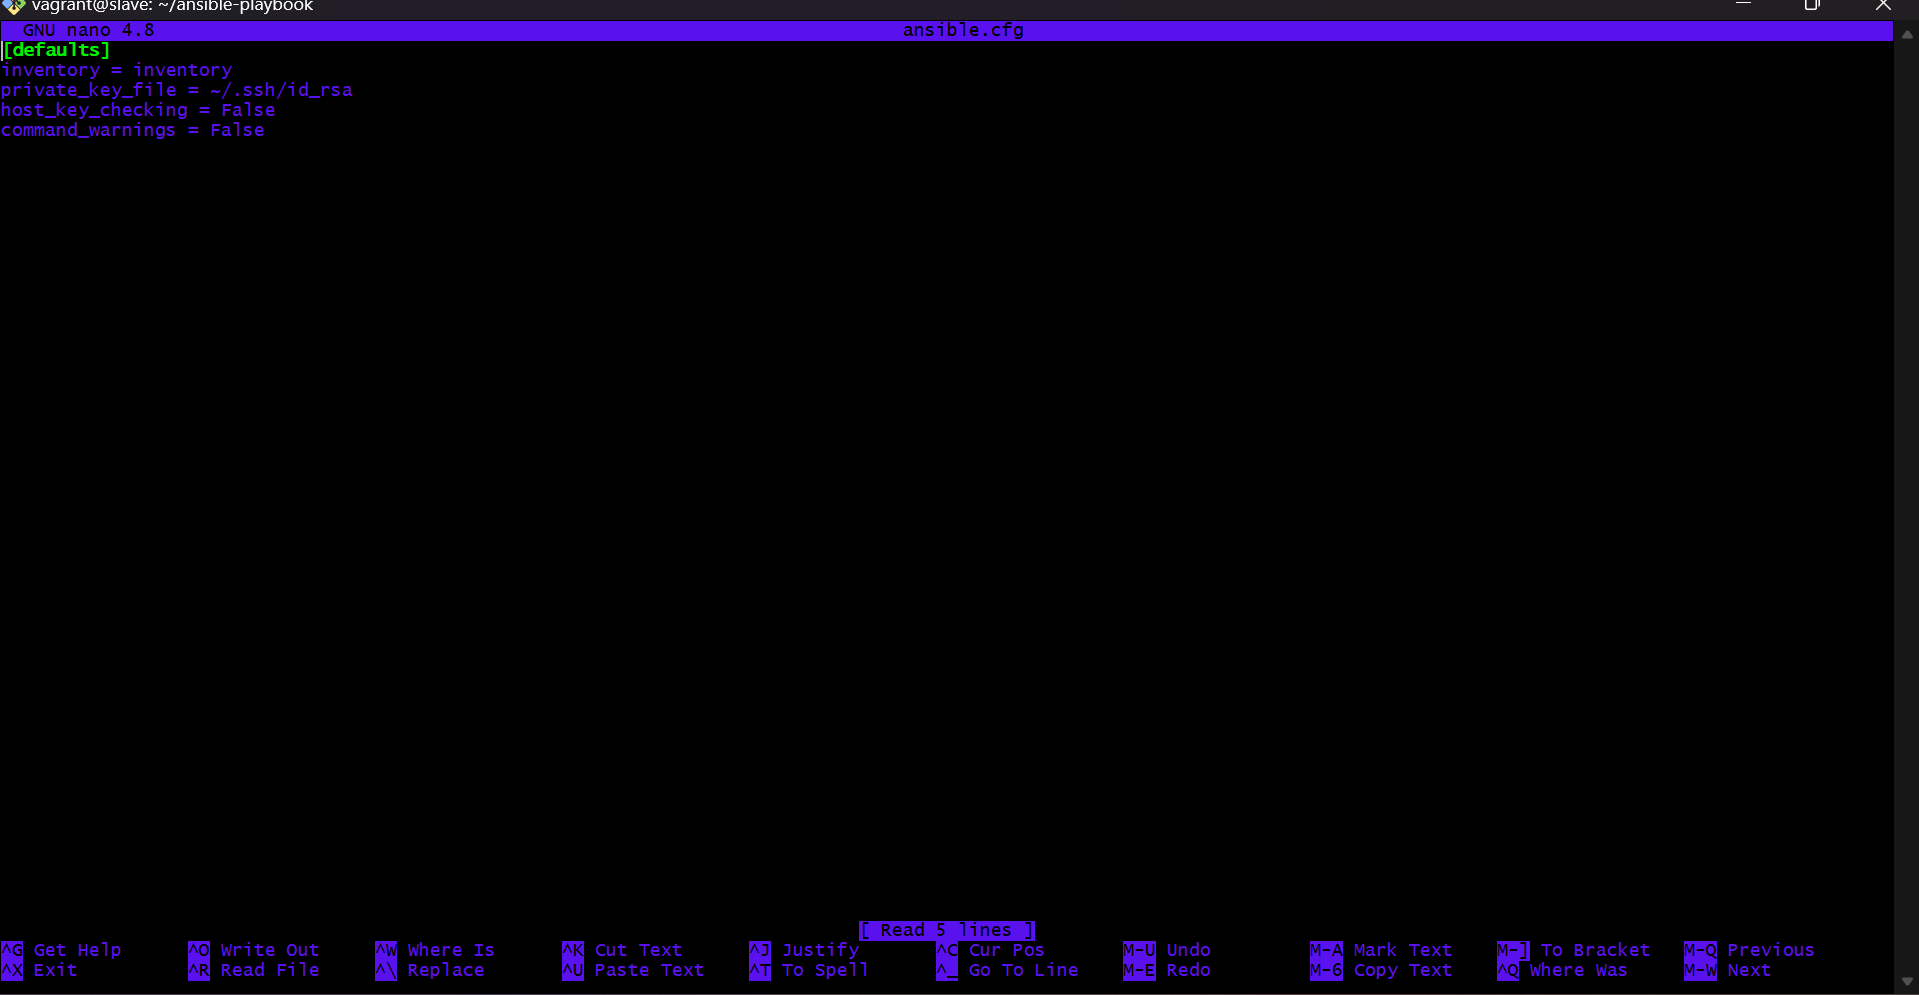 vagrant@slave: ~/ansible-playbook
GNU nano 4.8 ansible.cfg
[defaults]
inventory = inventory
private_key_file = ~/.ssh/id_rsa
host_key_checking = False
command_warnings = False
[ Read 5 lines ]
^G Get Help ^O Write Out ^W Where Is ^K Cut Text ^J Justify ^C Cur Pos M-U Undo M-A Mark Text M-] To Bracket M-Q Previous
^X Exit ^R Read File ^\ Replace ^U Paste Text ^T To Spell ^_ Go To Line M-E Redo M-6 Copy Text ^Q Where Was M-W Next